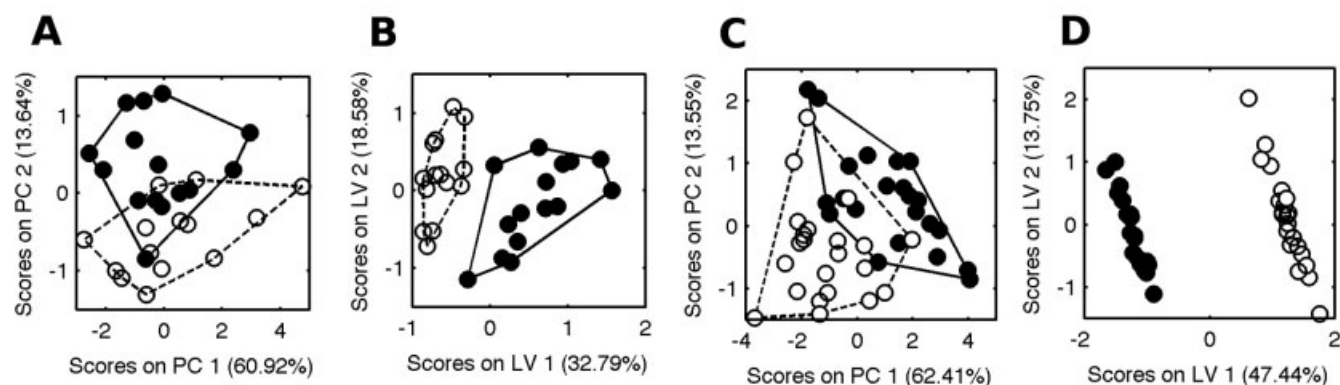 A
B
C
D
Scores on PC 2 (13.64%)
1
0
-1
-2
0
2
4
Scores on PC 1 (60.92%)
Scores on LV 2 (18.58%)
1
0
-1
-1
0
1
2
Scores on LV 1 (32.79%)
Scores on PC 2 (13.55%)
2
1
0
-1
-4
-2
0
2
4
Scores on PC 1 (62.41%)
Scores on LV 2 (13.75%)
2
1
0
-1
-2
0
2
Scores on LV 1 (47.44%)